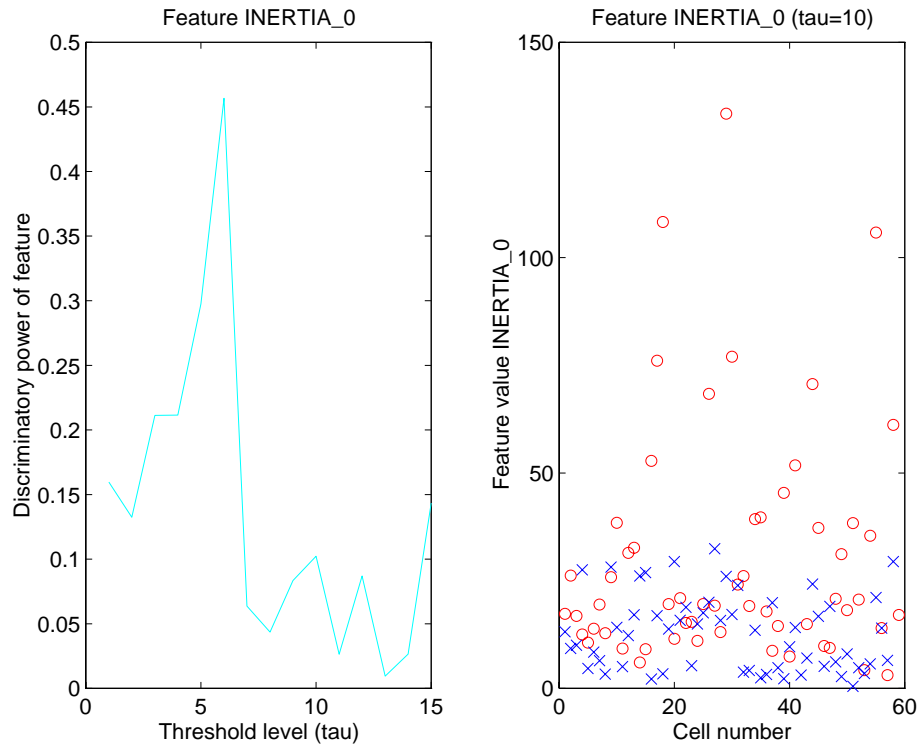 Feature INERTIA_0
Discriminatory power of feature
0.5
0.45
0.4
0.35
0.3
0.25
0.2
0.15
0.1
0.05
0
0 5 10 15
Threshold level (tau)
Feature INERTIA_0 (tau=10)
Feature value INERTIA_0
150
100
50
0
0 20 40 60
Cell number